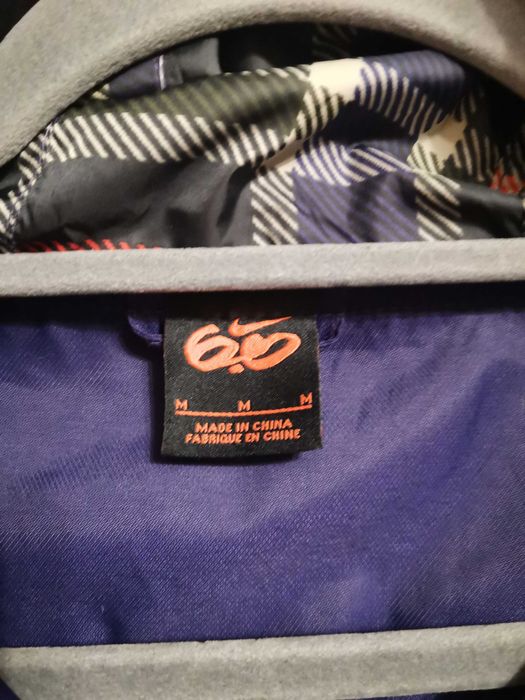 6.0
M M M
MADE IN CHINA
FABRIQUE EN CHINE